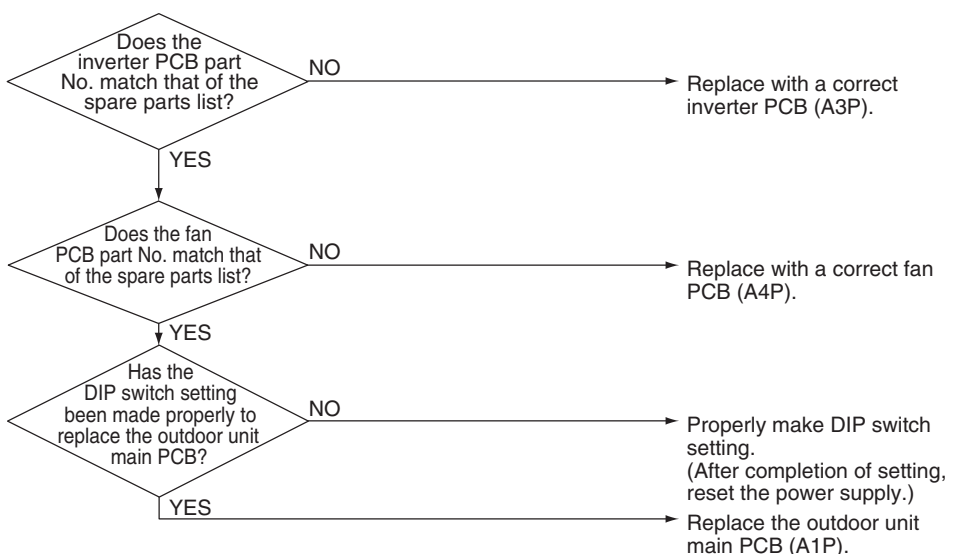 Does the
inverter PCB part
No. match that of the
spare parts list?
NO
Replace with a correct
inverter PCB (A3P).
YES
Does the fan
PCB part No. match that
of the spare parts list?
NO
Replace with a correct fan
PCB (A4P).
YES
Has the
DIP switch setting
been made properly to
replace the outdoor unit
main PCB?
NO
Properly make DIP switch
setting.
(After completion of setting,
reset the power supply.)
YES
Replace the outdoor unit
main PCB (A1P).